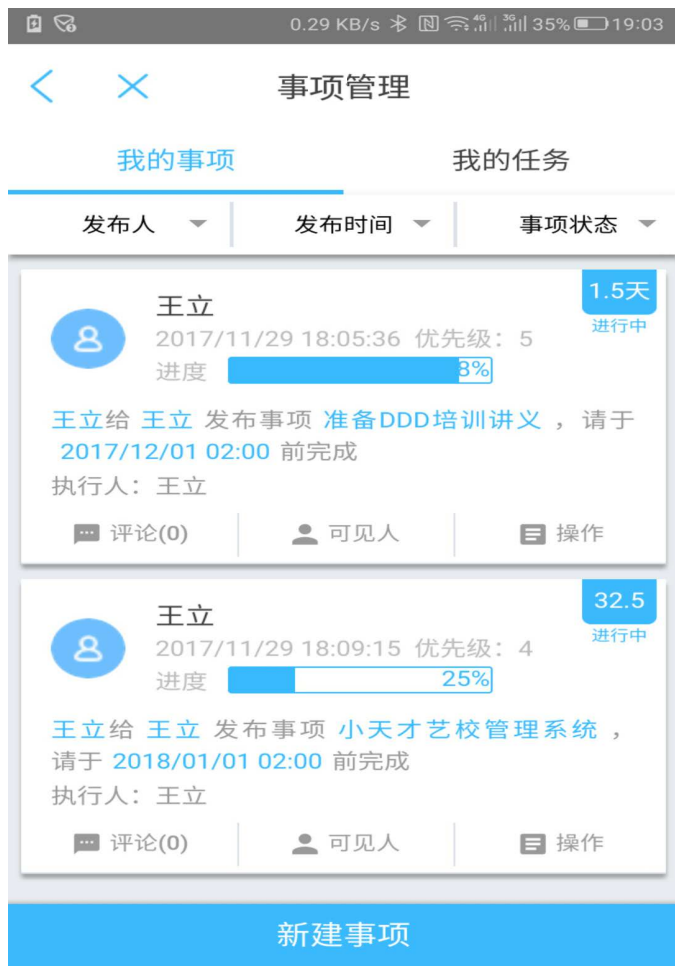 0.29 KB/s 4G 3G 35% 19:03
事项管理
我的事项 我的任务
发布人 发布时间 事项状态
1.5天
王立
进行中
2017/11/29 18:05:36 优先级：5
进度 8%
王立给 王立 发布事项 准备DDD培训讲义 ，请于
2017/12/01 02:00 前完成
执行人：王立
评论(0) 可见人 操作
32.5
王立
进行中
2017/11/29 18:09:15 优先级：4
进度 25%
王立给 王立 发布事项 小天才艺校管理系统 ，
请于 2018/01/01 02:00 前完成
执行人：王立
评论(0) 可见人 操作
新建事项